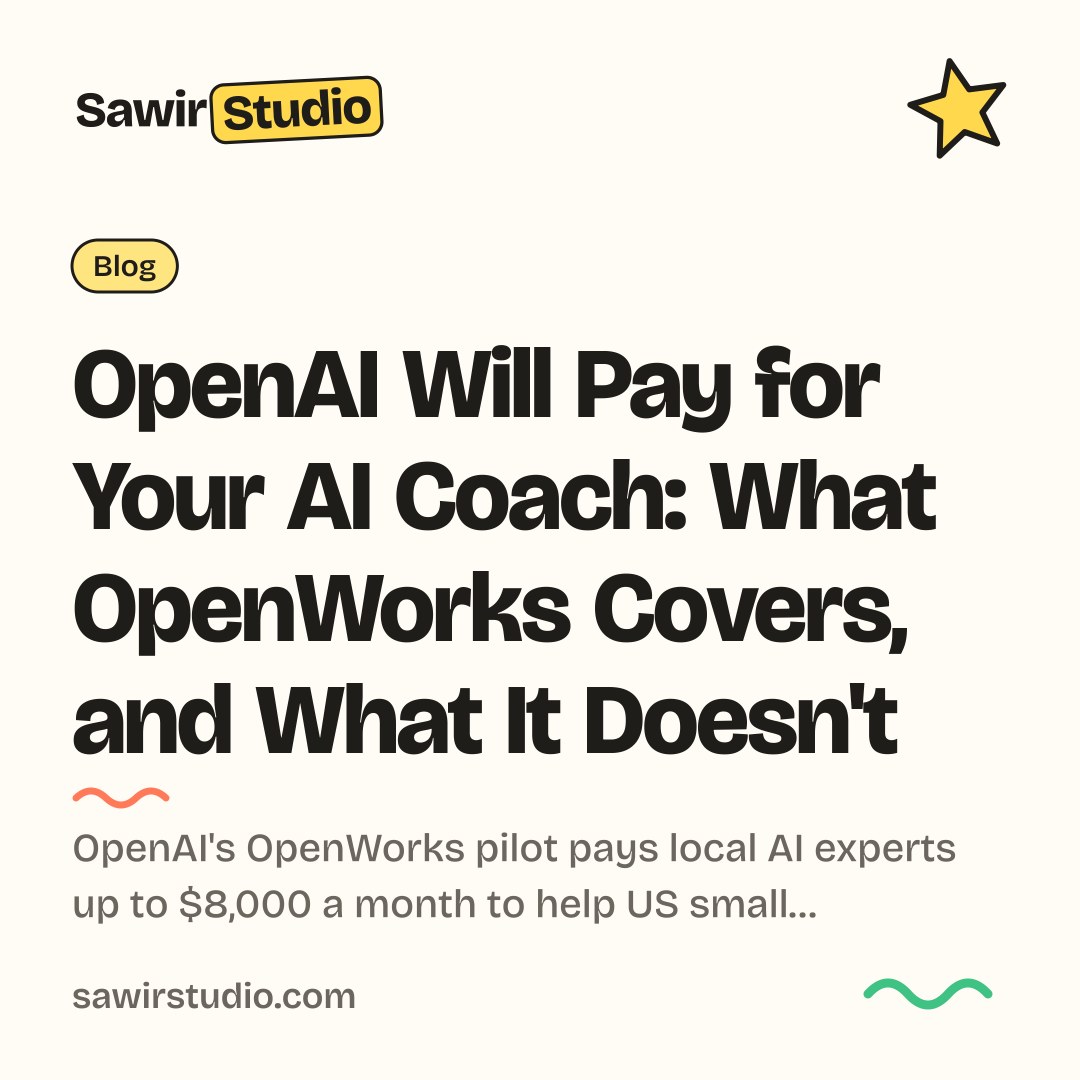 Sawir Studio
Blog
OpenAI Will Pay for
Your AI Coach: What
OpenWorks Covers,
and What It Doesn't
OpenAI's OpenWorks pilot pays local AI experts
up to $8,000 a month to help US small...
sawirstudio.com